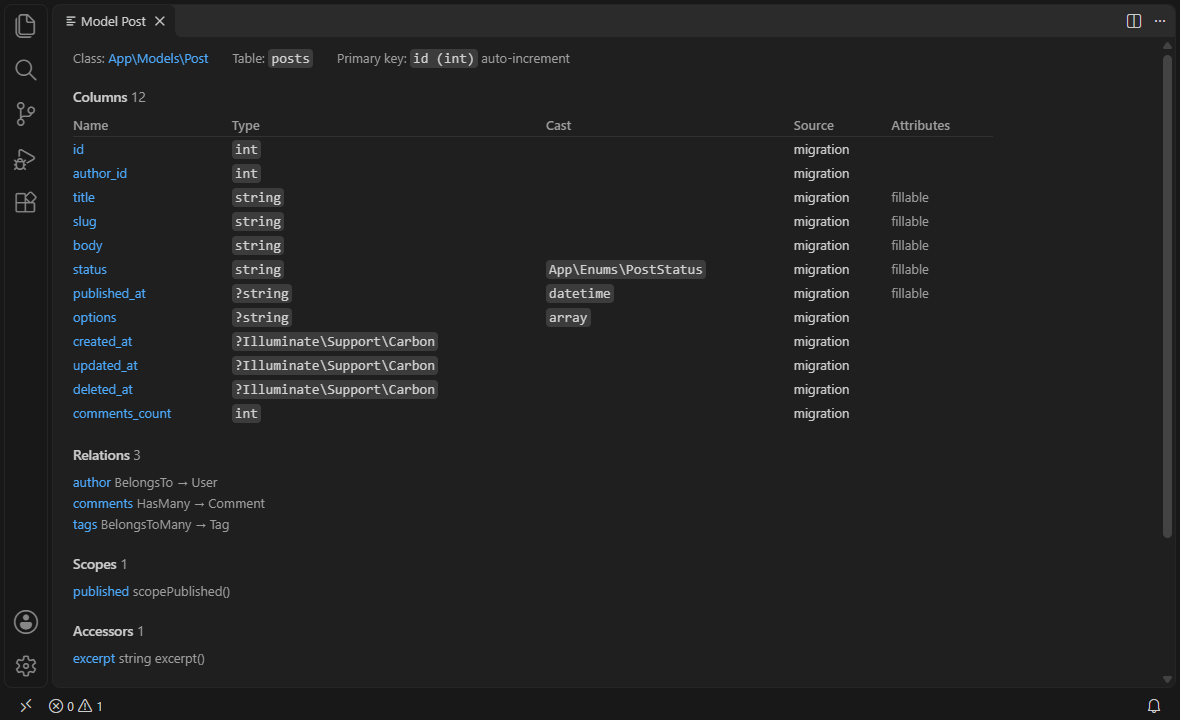 Model Post
Class: App\Models\Post Table: posts Primary key: id (int) auto-increment
Columns 12
Name Type Cast Source Attributes
id int migration
author_id int migration
title string migration fillable
slug string migration fillable
body string migration fillable
status string App\Enums\PostStatus migration fillable
published_at ?string datetime migration fillable
options ?string array migration
created_at ?Illuminate\Support\Carbon migration
updated_at ?Illuminate\Support\Carbon migration
deleted_at ?Illuminate\Support\Carbon migration
comments_count int migration
Relations 3
author BelongsTo → User
comments HasMany → Comment
tags BelongsToMany → Tag
Scopes 1
published scopePublished()
Accessors 1
excerpt string excerpt()
0 1